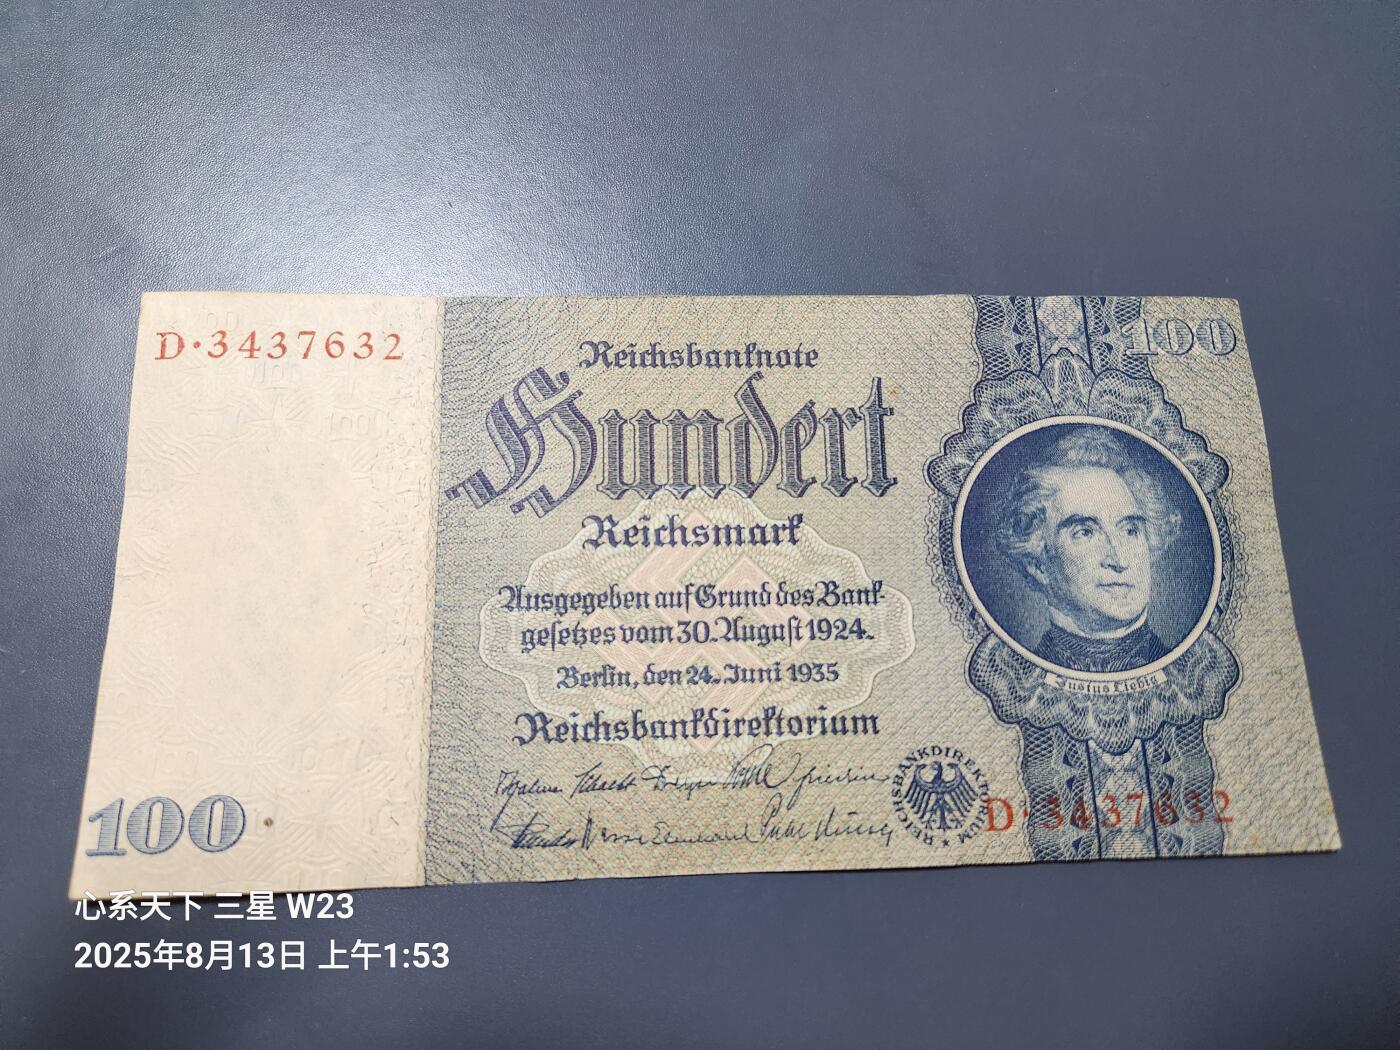 D·3437632
100
Reichsbanknote
Hundert
Reichsmark
Ausgegeben auf Grund des Bank-
gesetzes vom 30. August 1924.
Berlin, den 24. Juni 1935
Reichsbankdirektorium
Justus Liebig
REICHSBANKDIREKTORIUM
D·3437632
100
心系天下 三星 W23
2025年8月13日 上午1:53